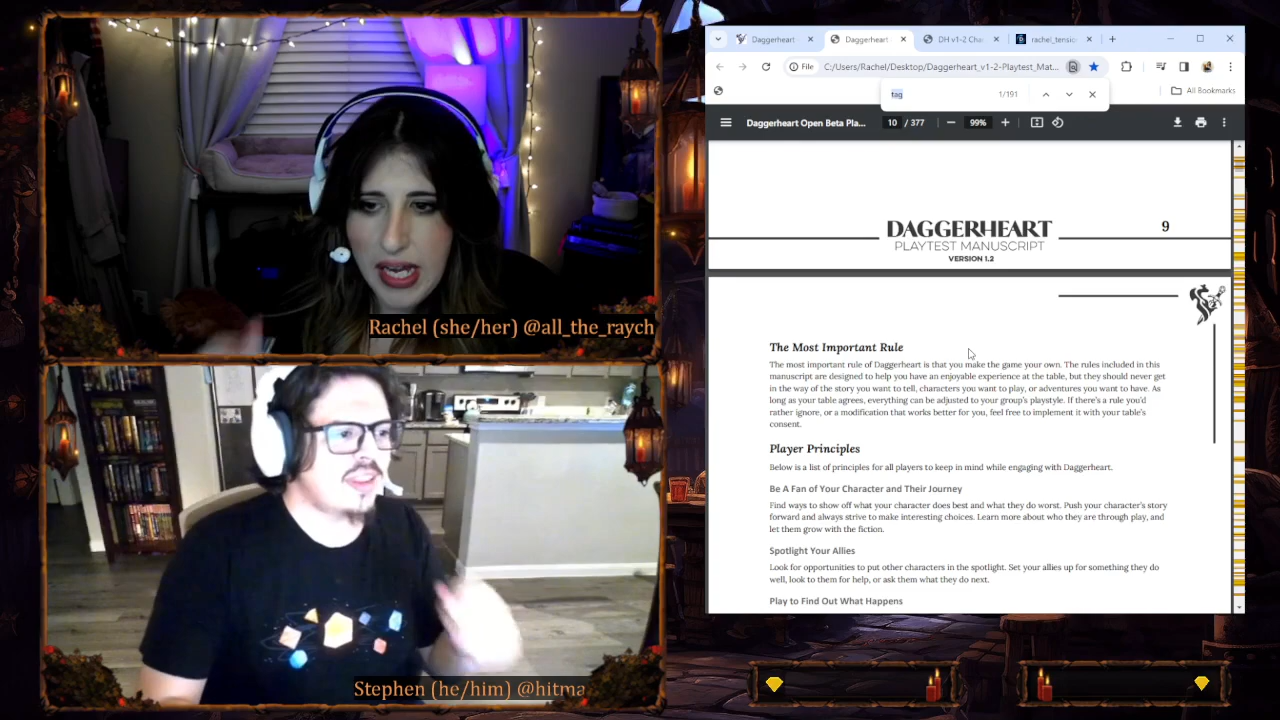 Rachel (she/her) @all_the_raych
Stephen (he/him) @hitma
Daggerheart
Daggerheart
DH v1-2 Cha
rachel_tensio
File
C:/Users/Rachel/Desktop/Daggerheart_v1-2-Playtest_Mat...
tag
1/191
All Bookmarks
Daggerheart Open Beta Pla...
10 / 377
99%
DAGGERHEART
PLAYTEST MANUSCRIPT
VERSION 1.2
9
The Most Important Rule
The most important rule of Daggerheart is that you make the game your own. The rules included in this
manuscript are designed to help you have an enjoyable experience at the table, but they should never get
in the way of the story you want to tell, characters you want to play, or adventures you want to have. As
long as your table agrees, everything can be adjusted to your group's playstyle. If there's a rule you'd
rather ignore, or a modification that works better for you, feel free to implement it with your table's
consent.
Player Principles
Below is a list of principles for all players to keep in mind while engaging with Daggerheart.
Be A Fan of Your Character and Their Journey
Find ways to show off what your character does best and what they do worst. Push your character's story
forward and always strive to make interesting choices. Learn more about who they are through play, and
let them grow with the fiction.
Spotlight Your Allies
Look for opportunities to put other characters in the spotlight. Set your allies up for something they do
well, look to them for help, or ask them what they do next.
Play to Find Out What Happens